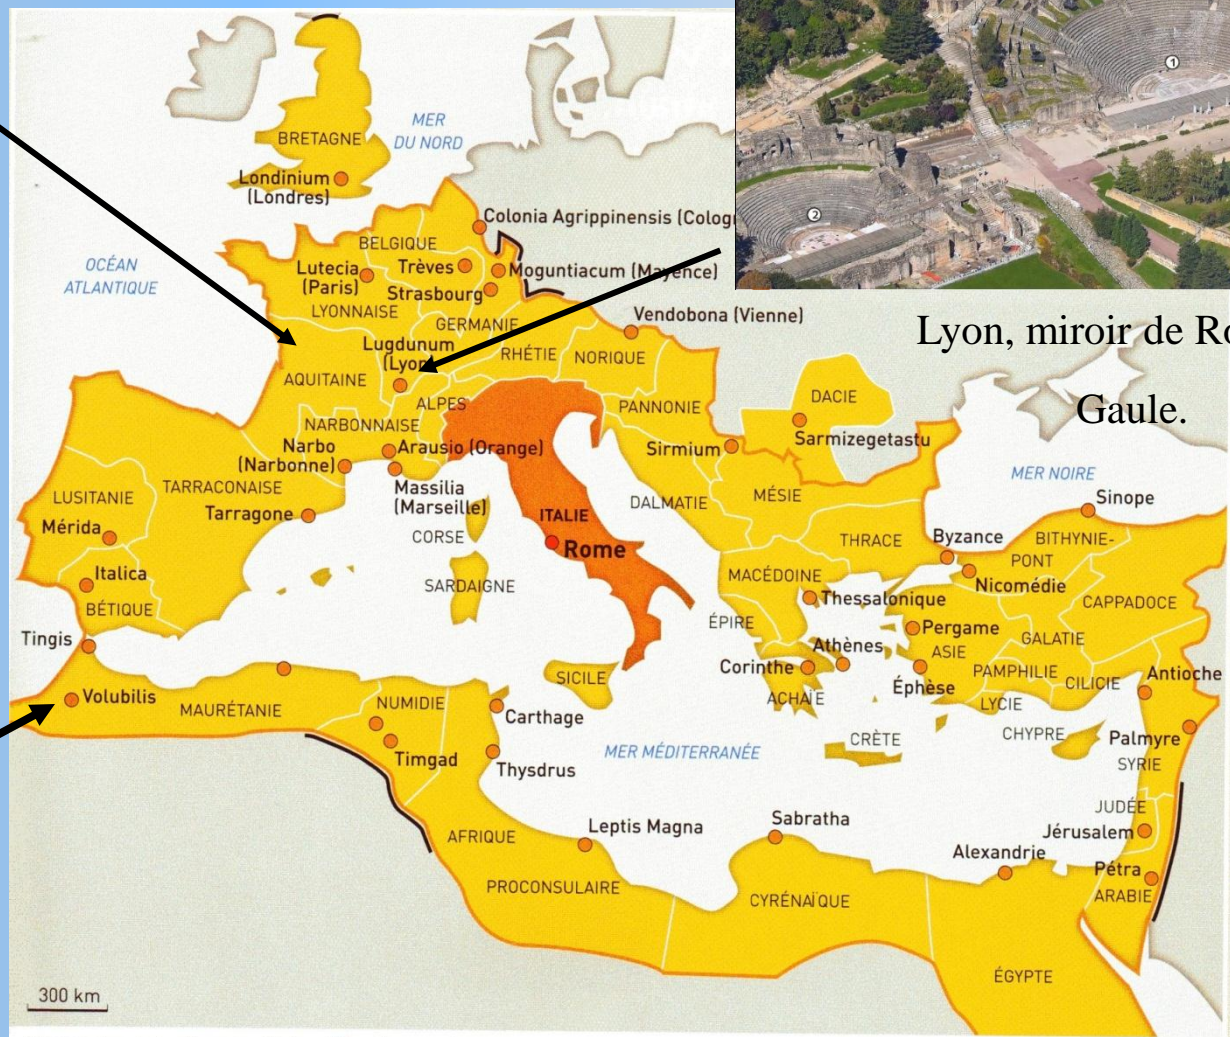 1
2
Lyon, miroir de Ro
Gaule.
BRETAGNE
MER
DU NORD
Londinium
(Londres)
Colonia Agrippinensis (Colog
BELGIQUE
OCÉAN
ATLANTIQUE
Lutecia
(Paris)
Trèves
Moguntiacum (Mayence)
Strasbourg
LYONNAISE
GERMANIE
Vendobona (Vienne)
Lugdunum
(Lyon
RHÉTIE
NORIQUE
AQUITAINE
ALPES
PANNONIE
DACIE
NARBONNAISE
Sarmizegetastu
Narbo
(Narbonne)
Arausio (Orange)
Sirmium
MER NOIRE
LUSITANIE
TARRACONAISE
Massilia
(Marseille)
DALMATIE
MÉSIE
Sinope
Mérida
Tarragone
CORSE
ITALIE
Rome
THRACE
Byzance
BITHYNIE-
PONT
Italica
BÉTIQUE
SARDAIGNE
MACÉDOINE
Nicomédie
CAPPADOCE
Thessalonique
Tingis
ÉPIRE
Pergame
GALATIE
Athènes
ASIE
Corinthe
PAMPHILIE
CILICIE
Antioche
Volubilis
SICILE
Éphèse
MAURÉTANIE
NUMIDIE
ACHAÏE
LYCIE
Carthage
CHYPRE
Palmyre
CRÈTE
Timgad
Thysdrus
MER MÉDITERRANÉE
SYRIE
JUDÉE
AFRIQUE
Leptis Magna
Sabratha
Jérusalem
Alexandrie
Pétra
PROCONSULAIRE
CYRÉNAÏQUE
ARABIE
ÉGYPTE
300 km